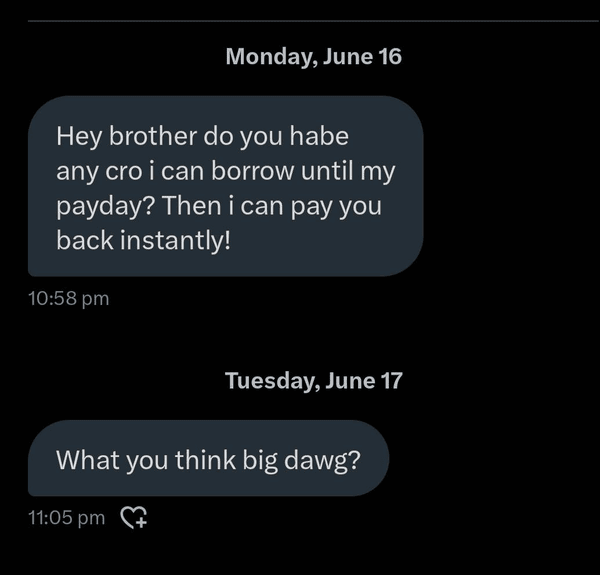 Monday, June 16
Hey brother do you habe
any cro i can borrow until my
payday? Then i can pay you
back instantly!
10:58 pm
Tuesday, June 17
What you think big dawg?
11:05 pm